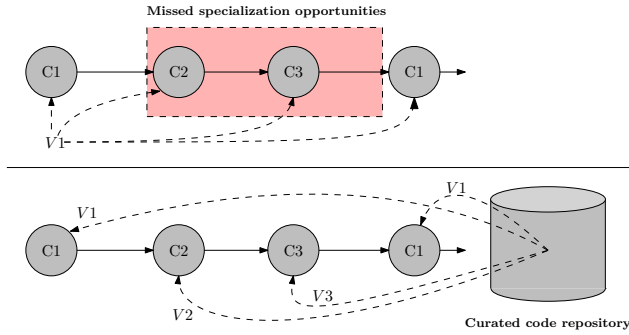 Missed specialization opportunities
C1 C2 C3 C1
V1
V1
V1
C1 C2 C3 C1
V3
V2
Curated code repository